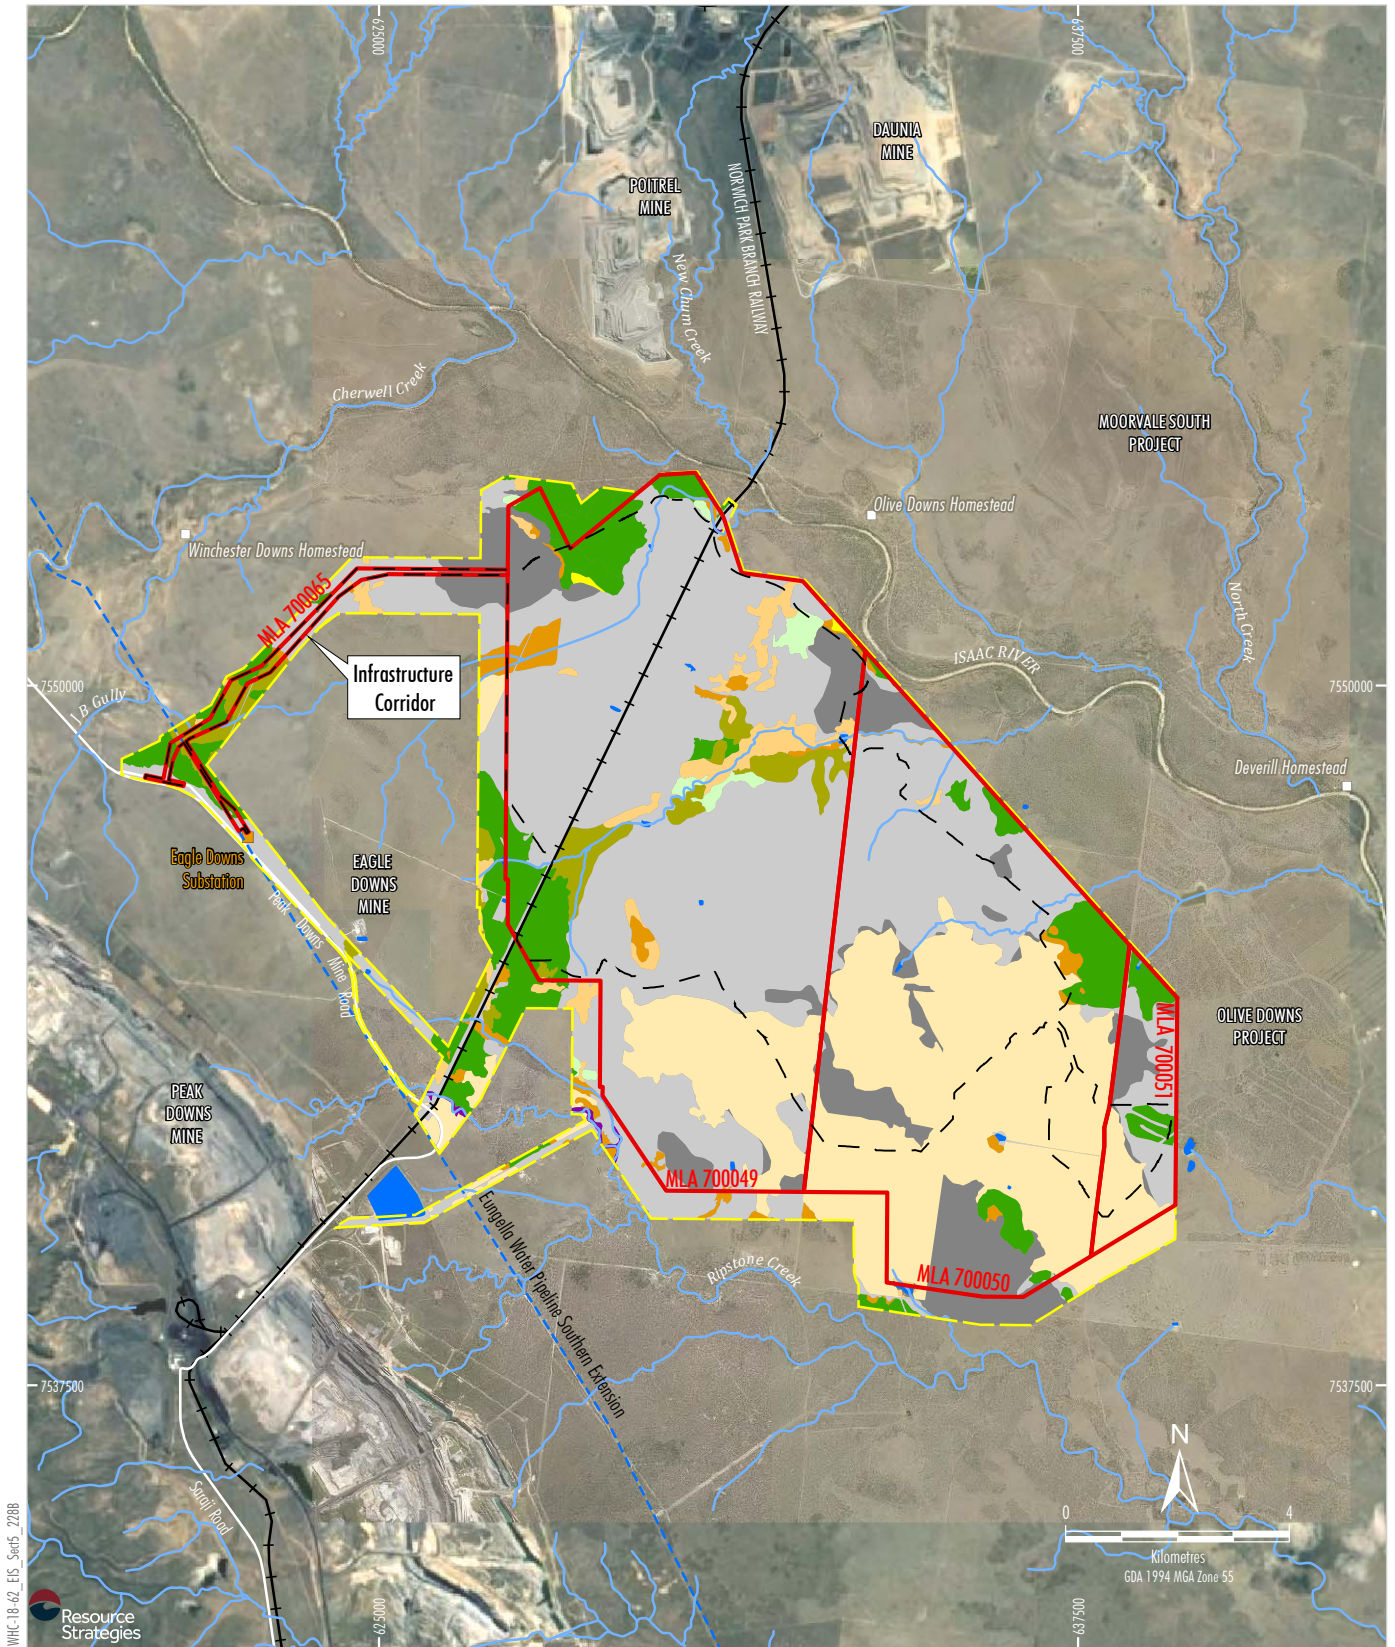 625000
637500
DAUNIA
MINE
POITREL
MINE
NORWICH PARK BRANCH RAILWAY
New Chum Creek
Cherwell Creek
MOORVALE SOUTH
PROJECT
Olive Downs Homestead
Winchester Downs Homestead
MLA 700065
North Creek
ISAAC RIVER
Infrastructure
Corridor
7550000
7550000
J B Gully
Deverill Homestead
Eagle Downs
Substation
EAGLE
DOWNS
MINE
Peak Downs Mine Road
MLA 700051
OLIVE DOWNS
PROJECT
PEAK
DOWNS
MINE
MLA 700049
Eungella Water Pipeline Southern Extension
Ripstone Creek
MLA 700050
7537500
7537500
N
0
4
Kilometres
GDA 1994 MGA Zone 55
Saraji Road
WHC-18-62_EIS_Sect5_228B
Resource
Strategies
625000
637500